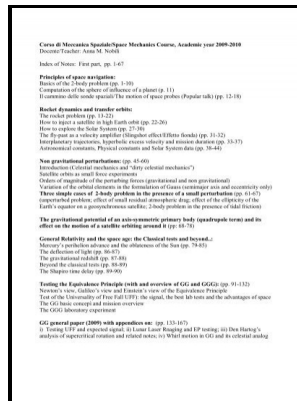 Corso di Meccanica Spaziale/Space Mechanics Course, Academic year 2009-2010
Docente/Teacher: Anna M. Nobili
Index of Notes: First part, pp. 1-67
Principles of space navigation:
Basics of the 2-body problem (pp. 1-10)
Computation of the sphere of influence of a planet (p. 11)
Il cammino delle sonde spaziali/The motion of space probes (Popular talk) (pp. 12-18)
Rocket dynamics and transfer orbits:
The rocket problem (pp. 13-22)
How to inject a satellite in high Earth orbit (pp. 22-26)
How to explore the Solar System (pp. 27-30)
The fly-past as a velocity amplifier (Slingshot effect/Effetto fionda) (pp. 31-32)
Interplanetary trajectories, hyperbolic excess velocity and mission duration (pp. 33-37)
Astronomical constants, Physical constants and Solar System data (pp. 38-44)
Non gravitational perturbations: (pp. 45-60)
Introduction (Celestial mechanics and "dirty celestial mechanics")
Satellite orbits as small force experiments
Orders of magnitude of the perturbing forces (gravitational and non gravitational)
Variation of the orbital elements in the formulation of Gauss (semimajor axis and eccentricity only)
Three simple cases of 2-body problem in the presence of a small perturbation (pp. 61-67)
(unperturbed problem; effect of small residual atmospheric drag; effect of the ellipticity of the
Earth's equator on a geosynchronous satellite; 2-body problem in the presence of tidal friction)
The gravitational potential of an axis-symmetric primary body (quadrupole term) and its
effect on the motion of a satellite orbiting around it (pp. 68-78)
General Relativity and the space age: the Classical tests and beyond..:
Mercury's perihelion advance and the oblateness of the Sun (pp. 79-85)
The deflection of light (pp. 86-87)
The gravitational redshift (pp. 87-88)
Beyond the classical tests (pp. 88-89)
The Shapiro time delay (pp. 89-90)
Testing the Equivalence Principle (with and overview of GG and GGG): (pp. 91-132)
Newton's view, Galileo's view and Einstein's view of the Equivalence Principle
Test of the Universality of Free Fall UFF): the signal, the best lab tests and the advantages of space
The GG basic concept and mission overview
The GGG laboratory experiment
GG general paper (2009) with appendices on: (pp. 133-167)
i) Testing UFF and expected signal; ii) Lunar Laser Ranging and EP testing; iii) Den Hartog's
analysis of supercritical rotation and related notes; iv) Whirl motion in GG and its celestial analog